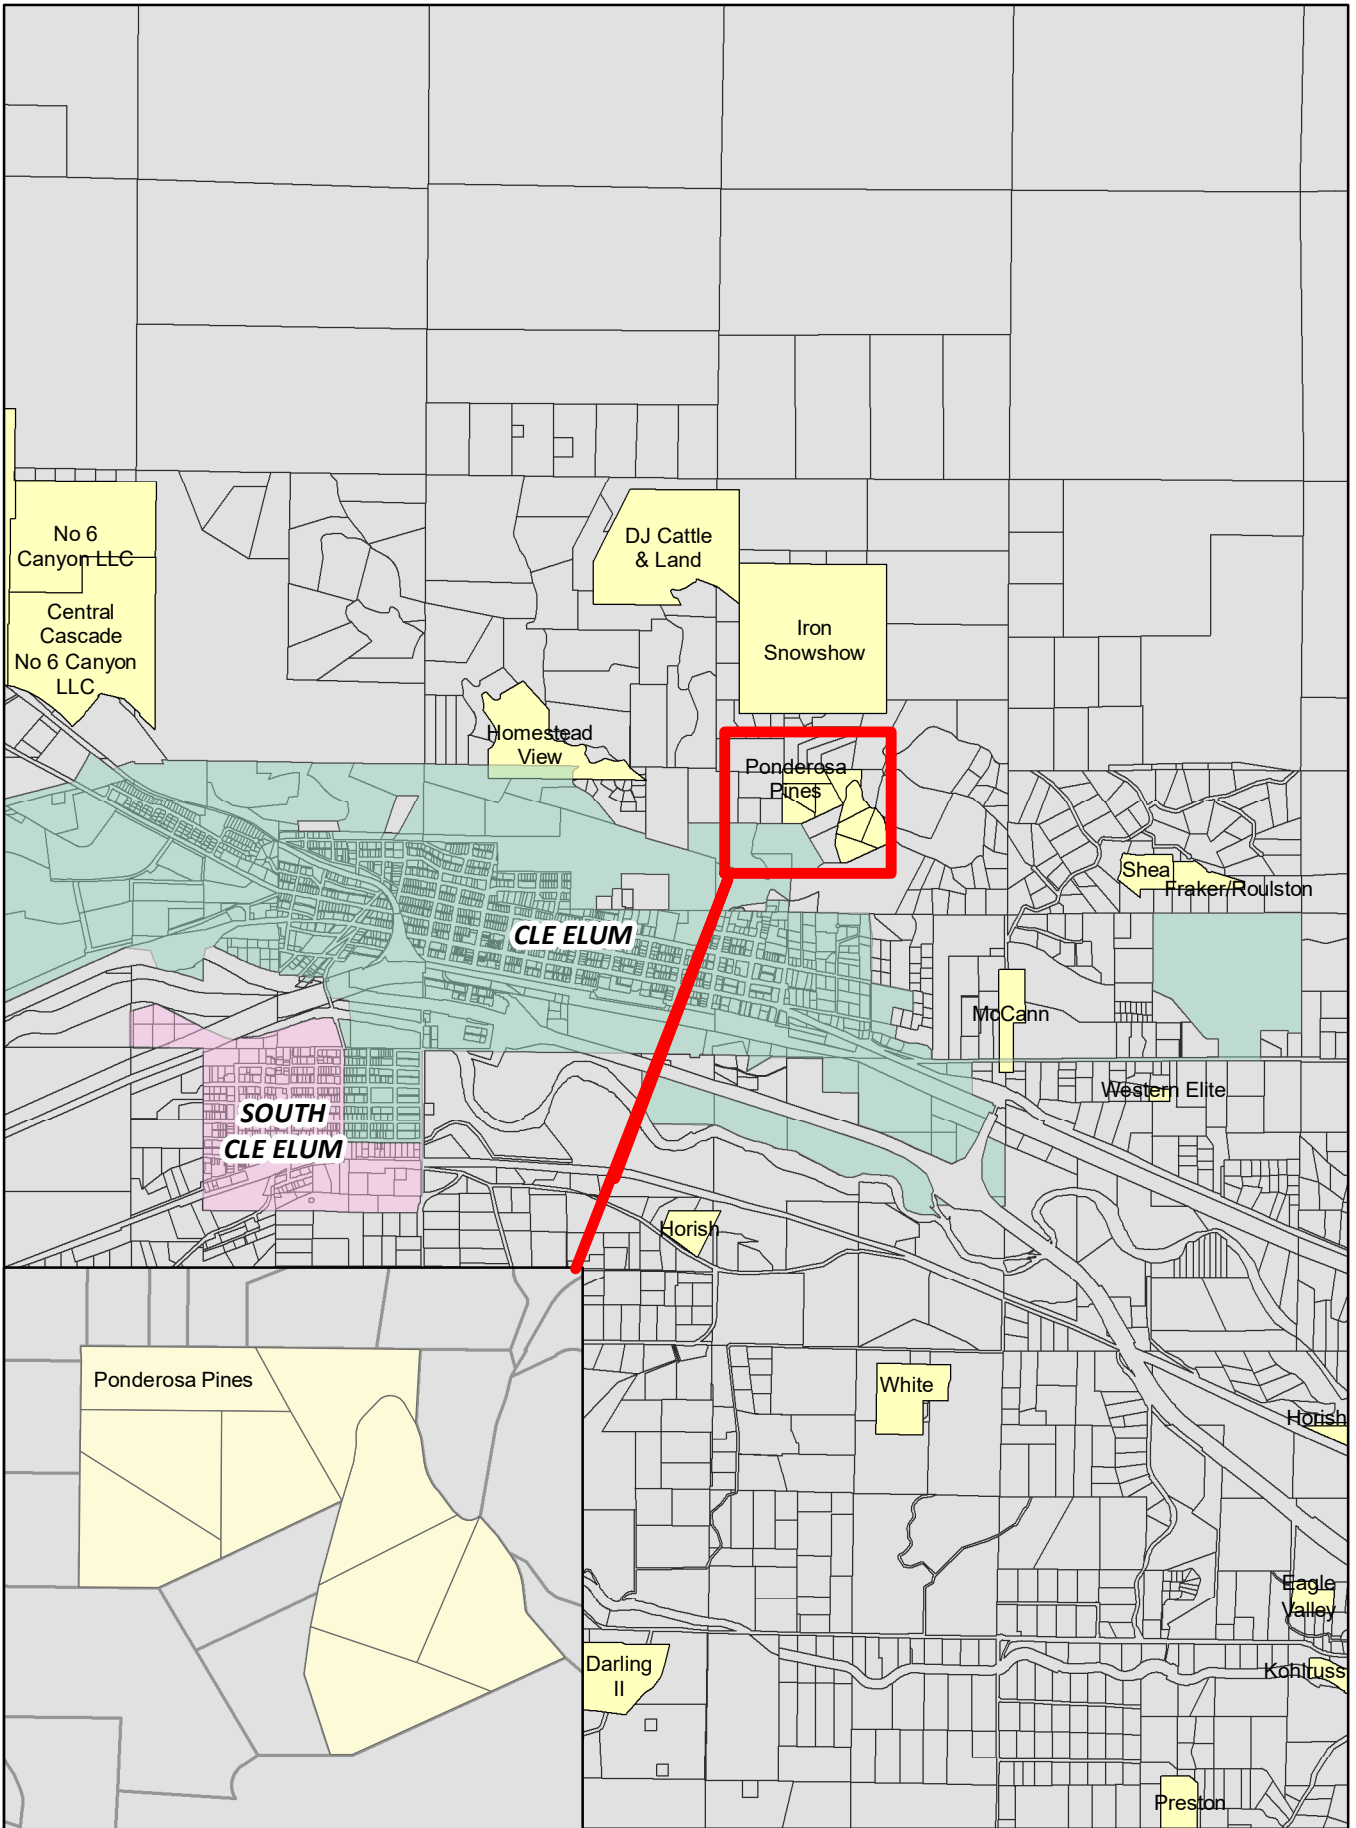 No 6
Canyon LLC
Central
Cascade
No 6 Canyon
LLC
DJ Cattle
& Land
Iron
Snowshow
Homestead
View
Ponderosa
Pines
Shea
Fraker/Roulston
CLE ELUM
McCann
Western Elite
SOUTH
CLE ELUM
Horish
Ponderosa Pines
White
Horish
Eagle
Valley
Darling
II
Kohlruss
Preston